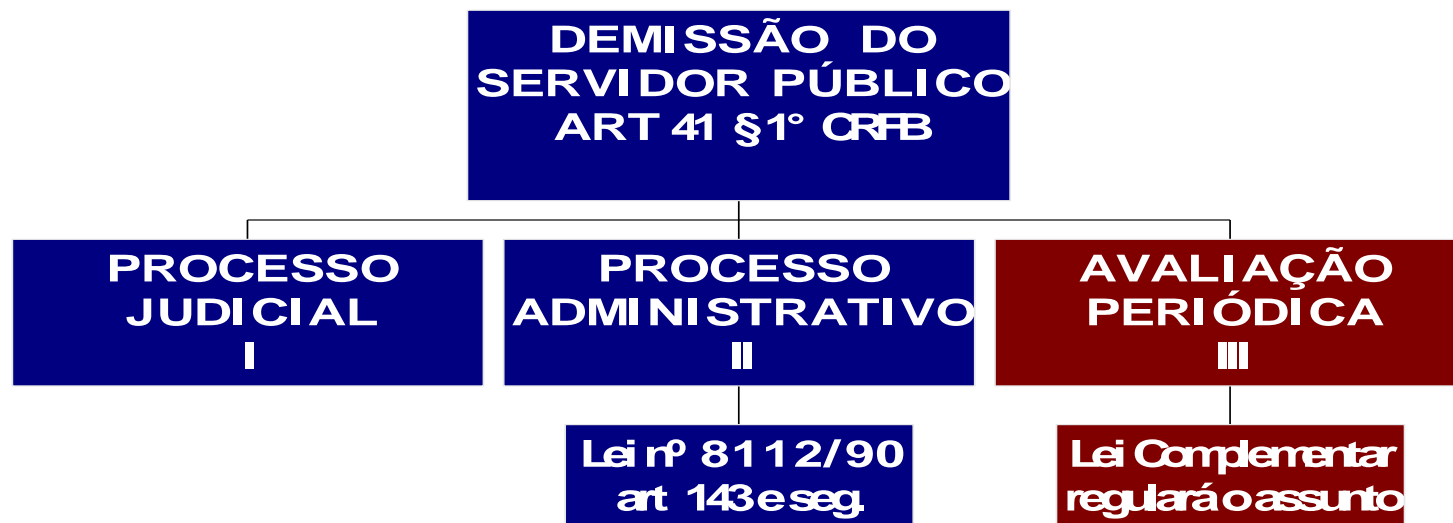 DEMISSÃO DO
SERVIDOR PÚBLICO
ART 41 § 1° CRFB
PROCESSO
JUDICIAL
I
PROCESSO
ADMINISTRATIVO
II
AVALIAÇÃO
PERIÓDICA
III
Lei nº 8112/90
art 143 e seg.
Lei Complementar
regulará o assunto